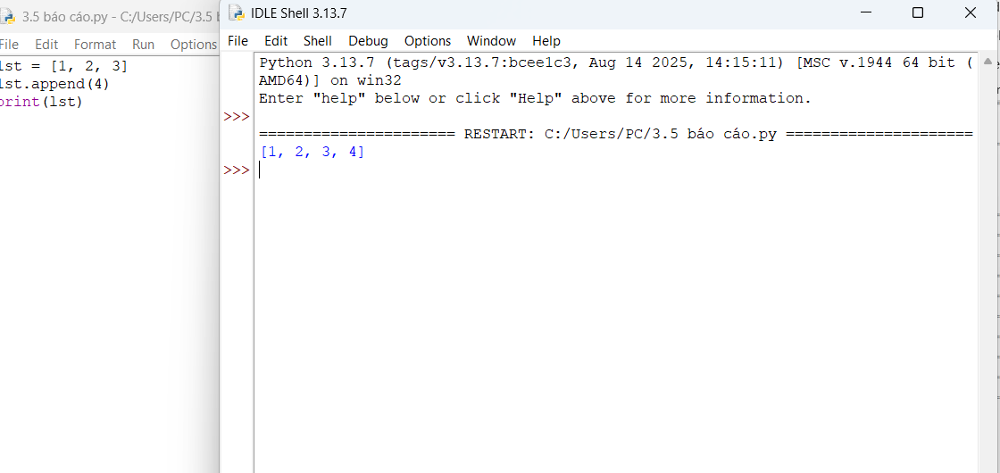 3.5 báo cáo.py - C:/Users/PC/3.5
File Edit Format Run Options
lst = [1, 2, 3]
lst.append(4)
print(lst)
IDLE Shell 3.13.7
File Edit Shell Debug Options Window Help
Python 3.13.7 (tags/v3.13.7:bcee1c3, Aug 14 2025, 14:15:11) [MSC v.1944 64 bit (
AMD64)] on win32
Enter "help" below or click "Help" above for more information.
>>>
====================== RESTART: C:/Users/PC/3.5 báo cáo.py =====================
[1, 2, 3, 4]
>>>